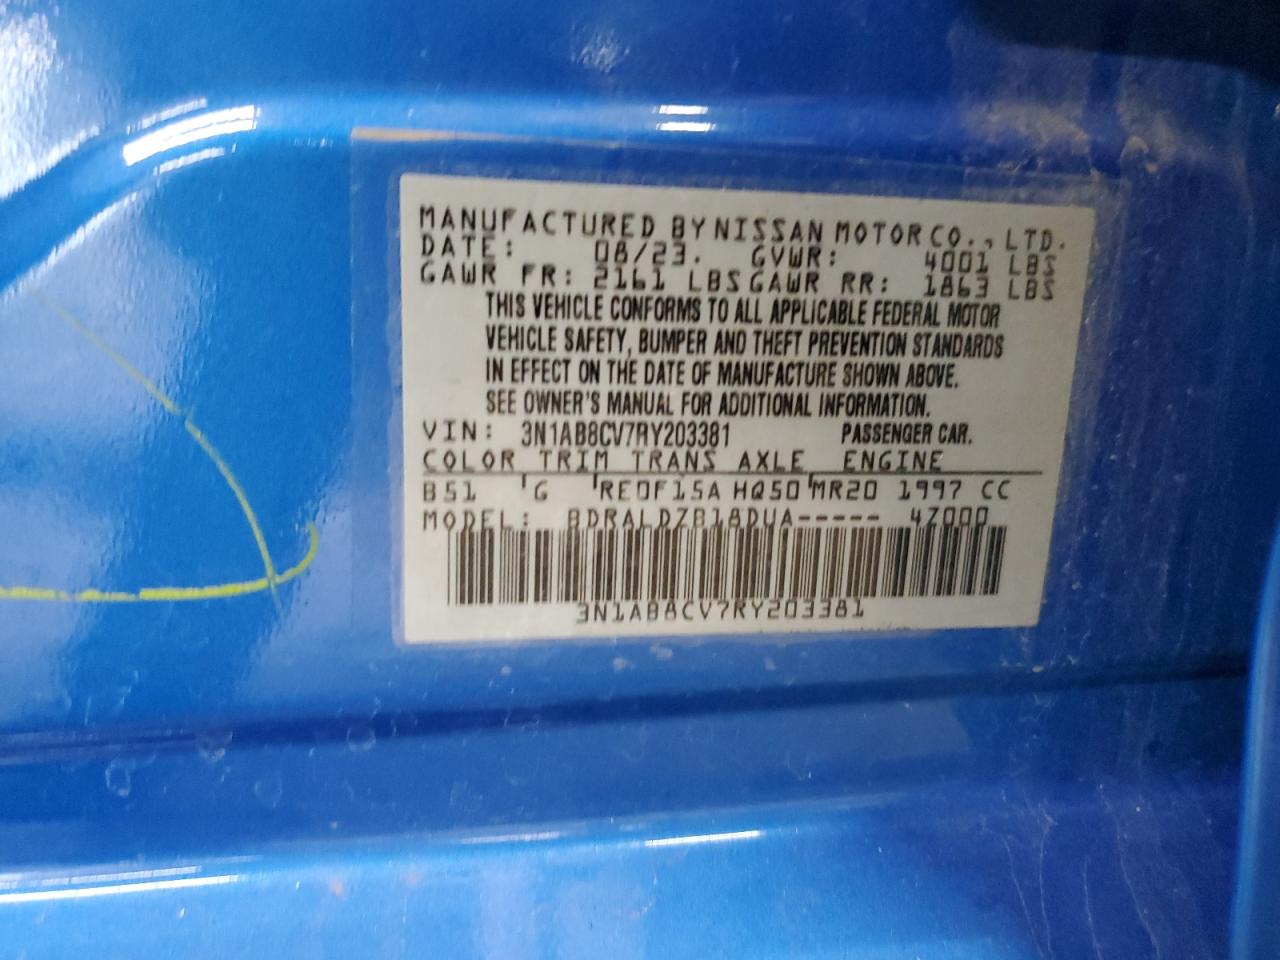 MANUFACTURED BY NISSAN MOTOR CO., LTD.
DATE: 08/23. GVWR: 4001 LBS
GAWR FR: 2161 LBS GAWR RR: 1863 LBS
THIS VEHICLE CONFORMS TO ALL APPLICABLE FEDERAL MOTOR
VEHICLE SAFETY, BUMPER AND THEFT PREVENTION STANDARDS
IN EFFECT ON THE DATE OF MANUFACTURE SHOWN ABOVE.
SEE OWNER'S MANUAL FOR ADDITIONAL INFORMATION.
VIN: 3N1AB8CV7RY203381 PASSENGER CAR.
COLOR TRIM TRANS AXLE ENGINE
B51 'G 'RE0F15A HQ50'MR20 1997 CC
MODEL: BDRALDZB18DUA----- 4Z000
3N1AB8CV7RY203381